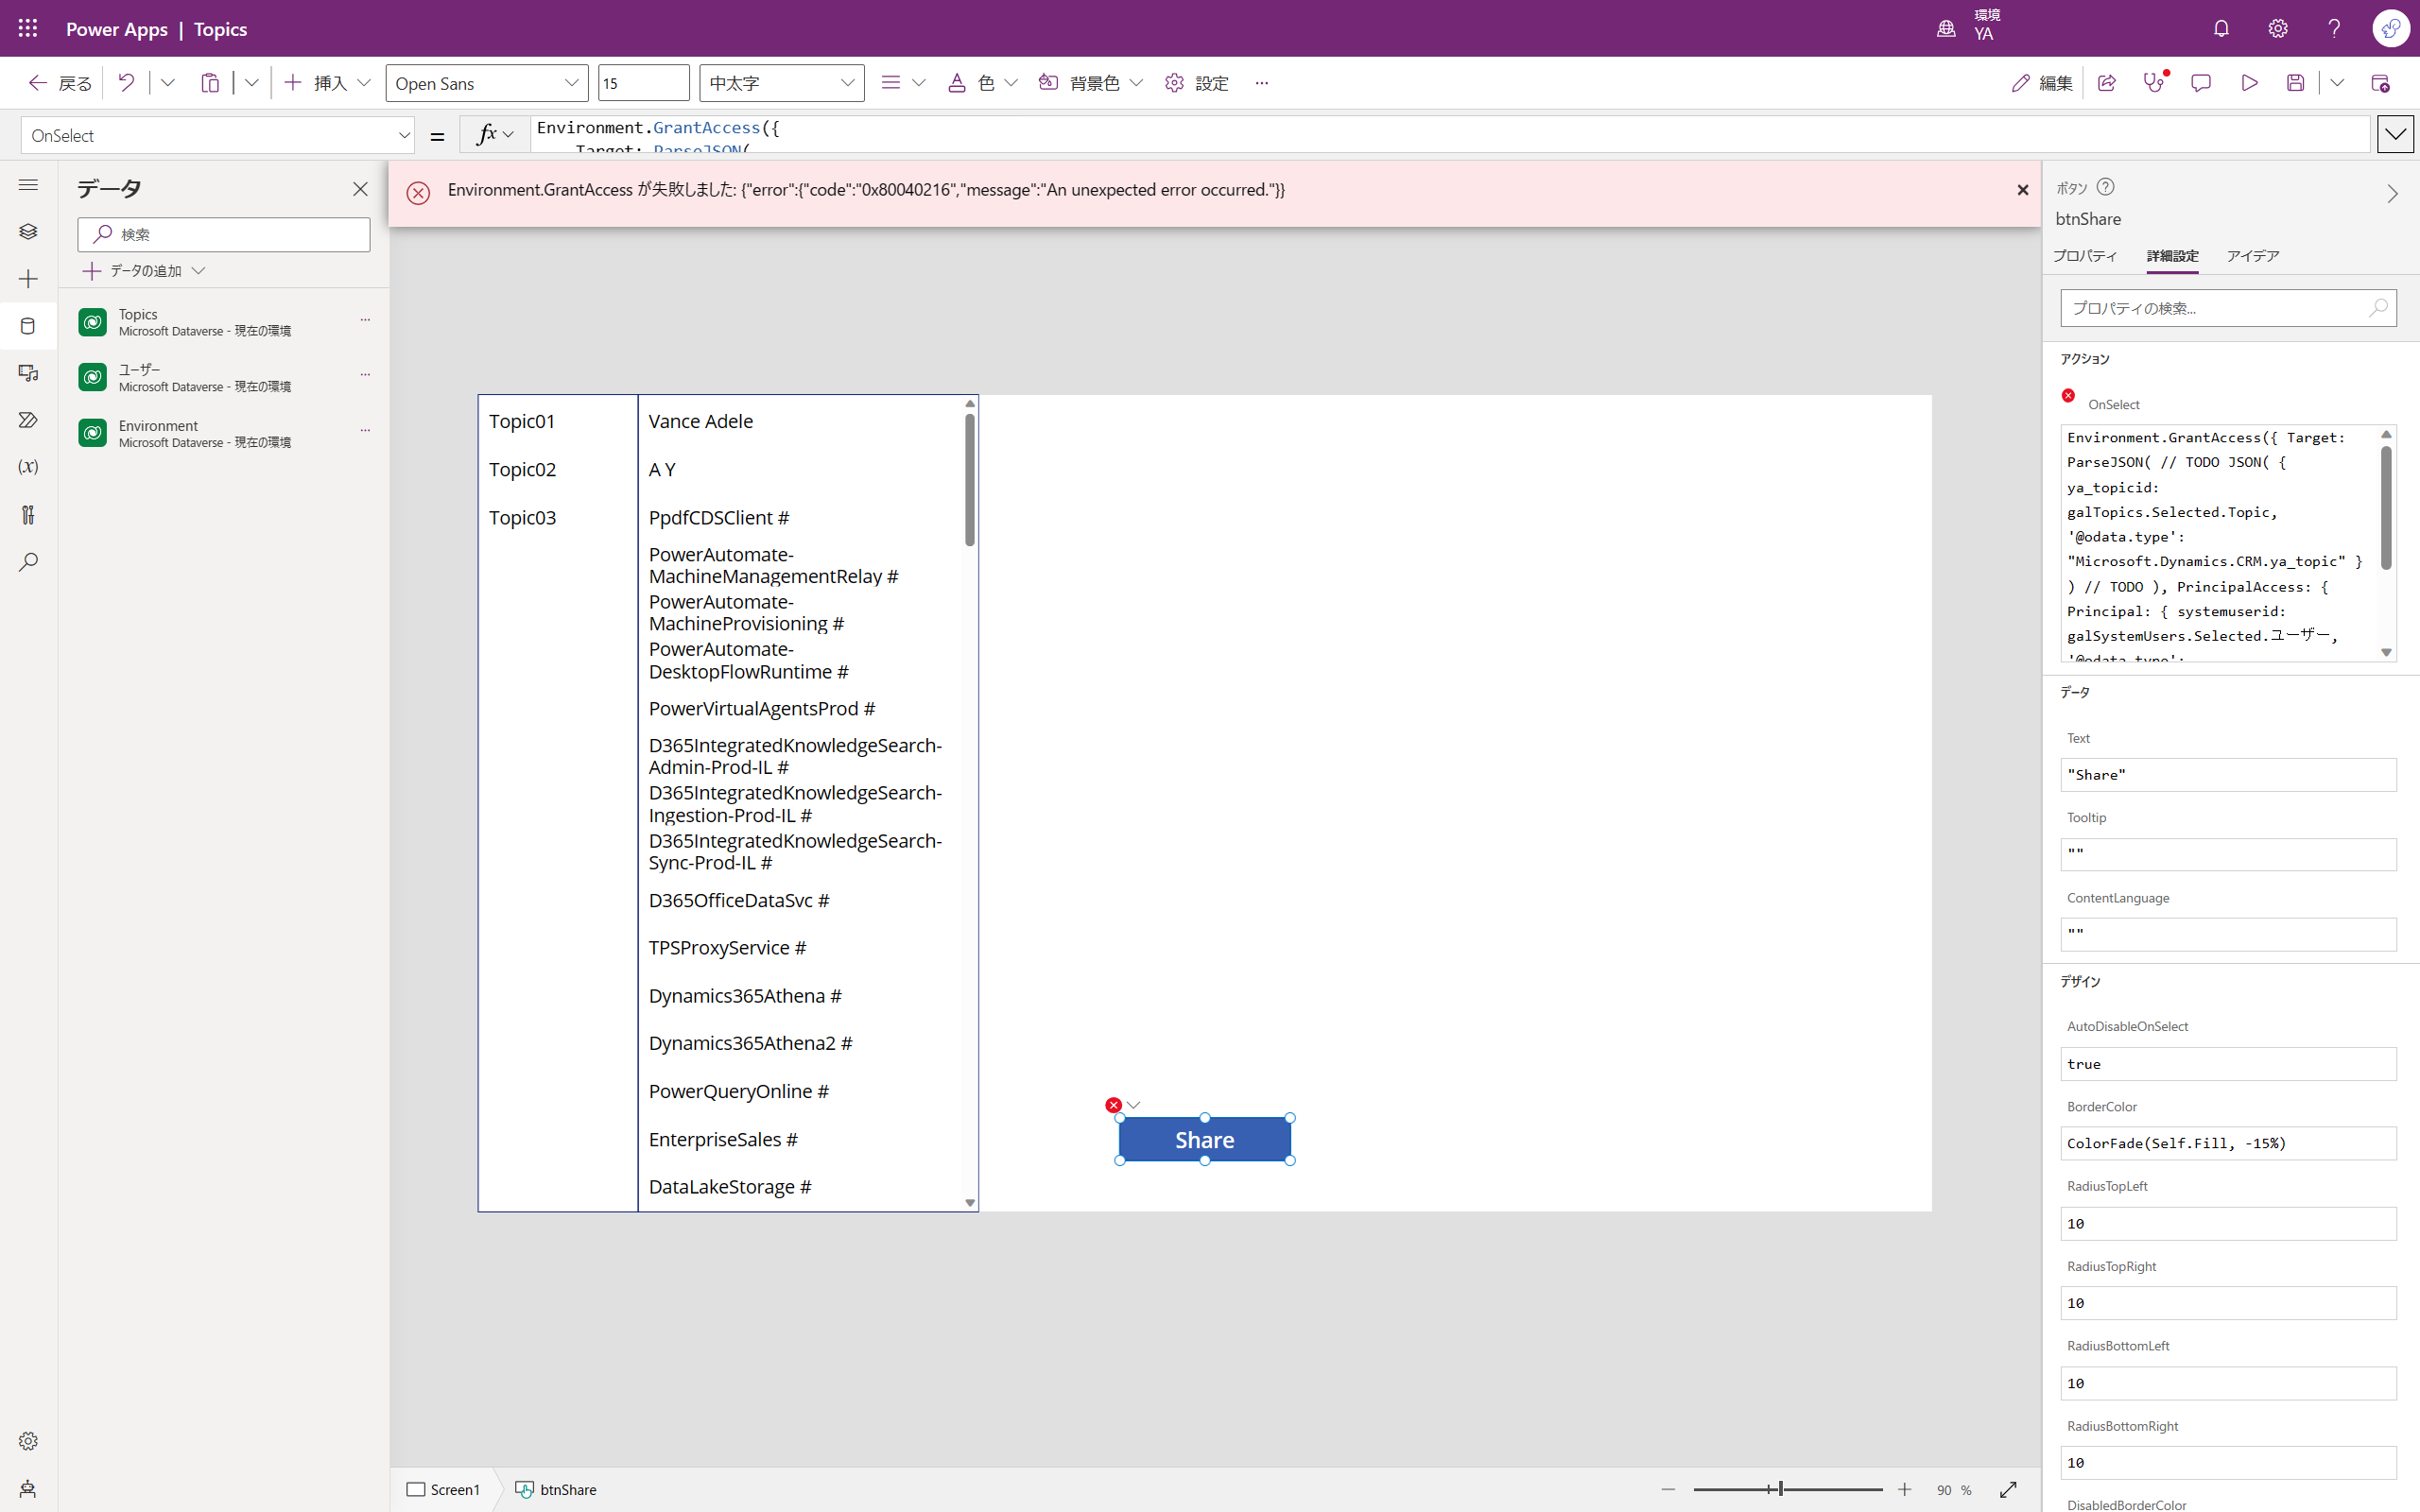 Power Apps | Topics
環境
YA
戻る
挿入
Open Sans
15
中太字
色
背景色
設定
編集
OnSelect
=
fx
Environment.GrantAccess({
Target: ParseJSON(
データ
検索
データの追加
Topics
Microsoft Dataverse - 現在の環境
ユーザー
Microsoft Dataverse - 現在の環境
Environment
Microsoft Dataverse - 現在の環境
Environment.GrantAccess が失敗しました: {"error":{"code":"0x80040216","message":"An unexpected error occurred."}}
Topic01
Topic02
Topic03
Vance Adele
A Y
PpdfCDSClient #
PowerAutomate-
MachineManagementRelay #
PowerAutomate-
MachineProvisioning #
PowerAutomate-
DesktopFlowRuntime #
PowerVirtualAgentsProd #
D365IntegratedKnowledgeSearch-
Admin-Prod-IL #
D365IntegratedKnowledgeSearch-
Ingestion-Prod-IL #
D365IntegratedKnowledgeSearch-
Sync-Prod-IL #
D365OfficeDataSvc #
TPSProxyService #
Dynamics365Athena #
Dynamics365Athena2 #
PowerQueryOnline #
EnterpriseSales #
DataLakeStorage #
Share
Screen1
btnShare
90 %
ボタン
btnShare
プロパティ
詳細設定
アイデア
プロパティの検索...
アクション
OnSelect
Environment.GrantAccess({ Target:
ParseJSON( // TODO JSON( {
ya_topicid:
galTopics.Selected.Topic,
'@odata.type':
"Microsoft.Dynamics.CRM.ya_topic" }
) // TODO ), PrincipalAccess: {
Principal: { systemuserid:
galSystemUsers.Selected.ユーザー,
'@odata.type':
データ
Text
"Share"
Tooltip
""
ContentLanguage
""
デザイン
AutoDisableOnSelect
true
BorderColor
ColorFade(Self.Fill, -15%)
RadiusTopLeft
10
RadiusTopRight
10
RadiusBottomLeft
10
RadiusBottomRight
10
DisabledBorderColor